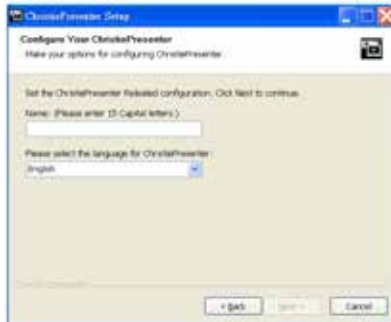 ChristiePresenter Setup
Configure Your ChristiePresenter
Make your options for configuring ChristiePresenter.
Set the ChristiePresenter Related configuration. Click Next to continue.
Name: (Please enter 15 Capital letters.)
Please select the language for ChristiePresenter:
English
< Back
Next >
Cancel